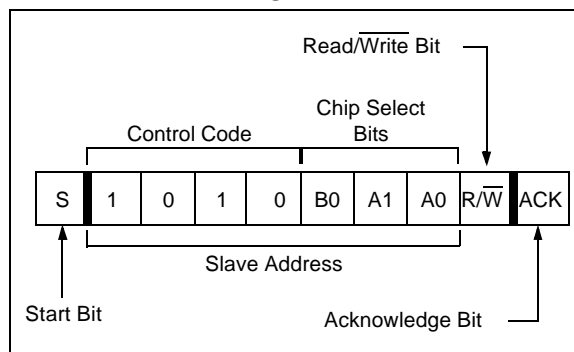 Read/Write Bit
Chip Select
Control Code Bits
S 1 0 1 0 B0 A1 A0 R/W ACK
Slave Address
Start Bit
Acknowledge Bit